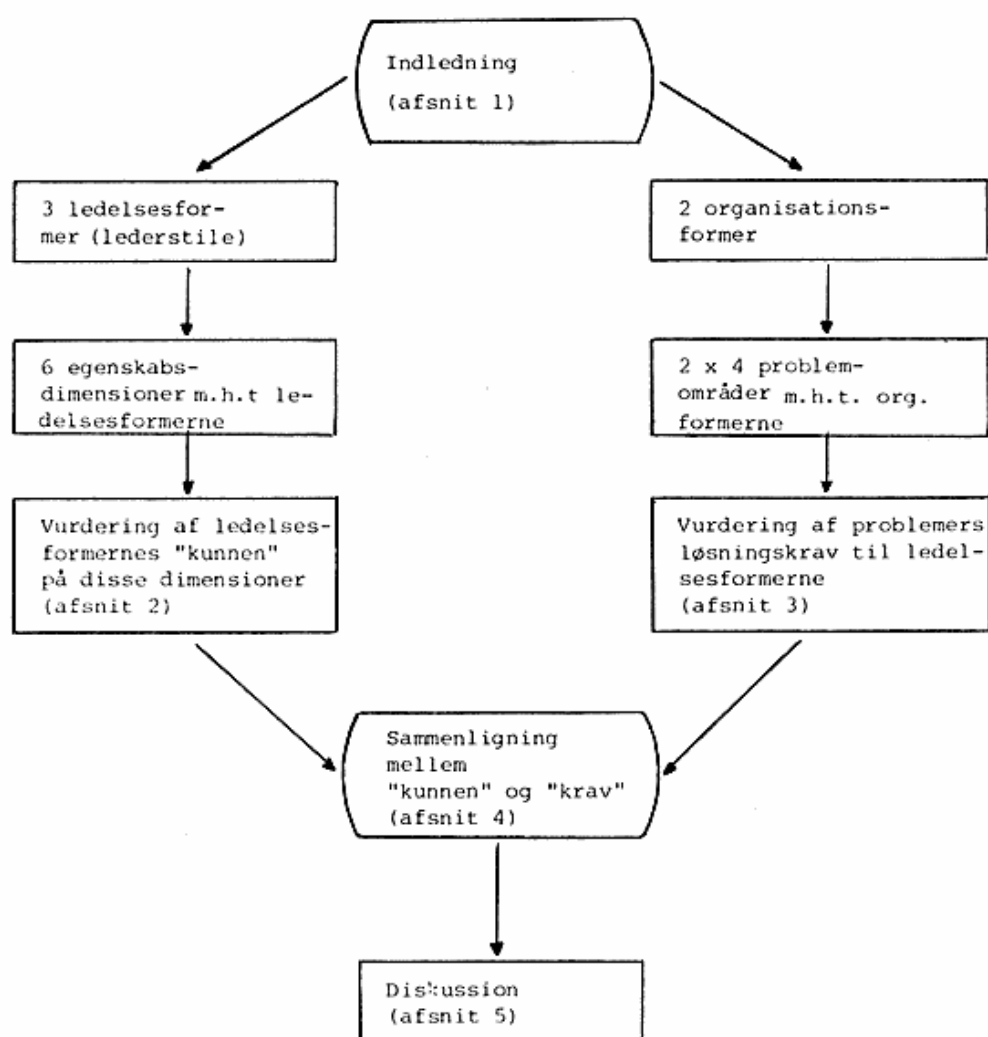 Indledning
(afsnit 1)
3 ledelsesfor-
mer (lederstile)
2 organisations-
former
6 egenskabs-
dimensioner m.h.t le-
delsesformerne
2 x 4 problem-
områder m.h.t. org.
formerne
Vurdering af ledelses-
formernes "kunnen"
på disse dimensioner
(afsnit 2)
Vurdering af problemers
løsningskrav til ledel-
sesformerne
(afsnit 3)
Sammenligning
mellem
"kunnen" og "krav"
(afsnit 4)
Diskussion
(afsnit 5)